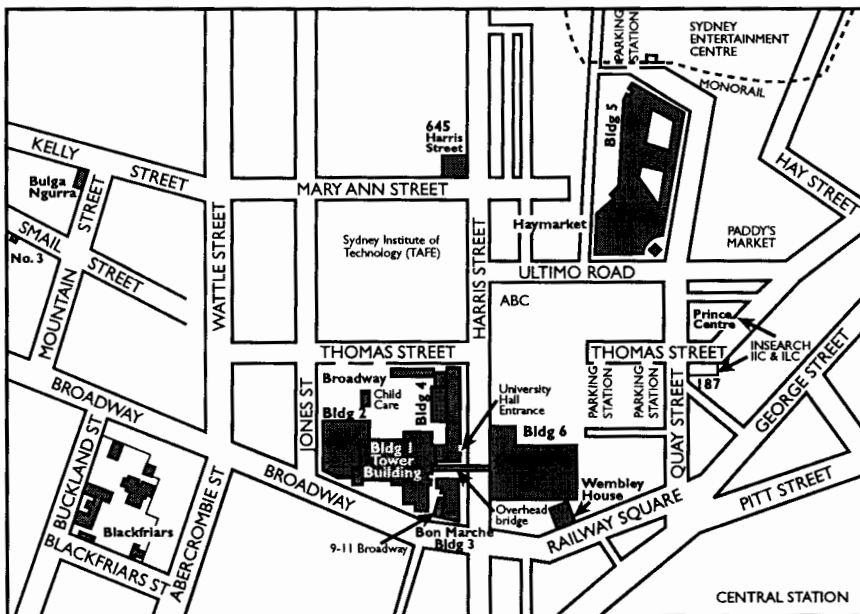 PARKING
STATION
SYDNEY
ENTERTAINMENT
CENTRE
MONORAIL
645
Harris
Street
Bldg 5
KELLY
STREET
Bulga
Ngurra
STREET
MARY ANN STREET
HAY STREET
SMAIL
STREET
No. 3
MOUNTAIN
WATTLE STREET
Sydney Institute of
Technology (TAFE)
HARRIS STREET
Haymarket
PADDY'S
MARKET
ULTIMO ROAD
ABC
Prince
Centre
INSEARCH
IIC & ILC
187
THOMAS STREET
THOMAS STREET
BROADWAY
JONES ST
Broadway
Child
Care
Bldg 4
University
Hall
Entrance
PARKING
STATION
PARKING
STATION
QUAY STREET
GEORGE STREET
Bldg 2
Bldg 1
Tower
Building
Bldg 6
BUCKLAND ST
BROADWAY
Wembley
House
PITT STREET
Overhead
bridge
RAILWAY SQUARE
Blackfriars
ABERCROMBIE ST
BLACKFRIARS ST
9-11 Broadway
Bon Marche
Bldg 3
CENTRAL STATION